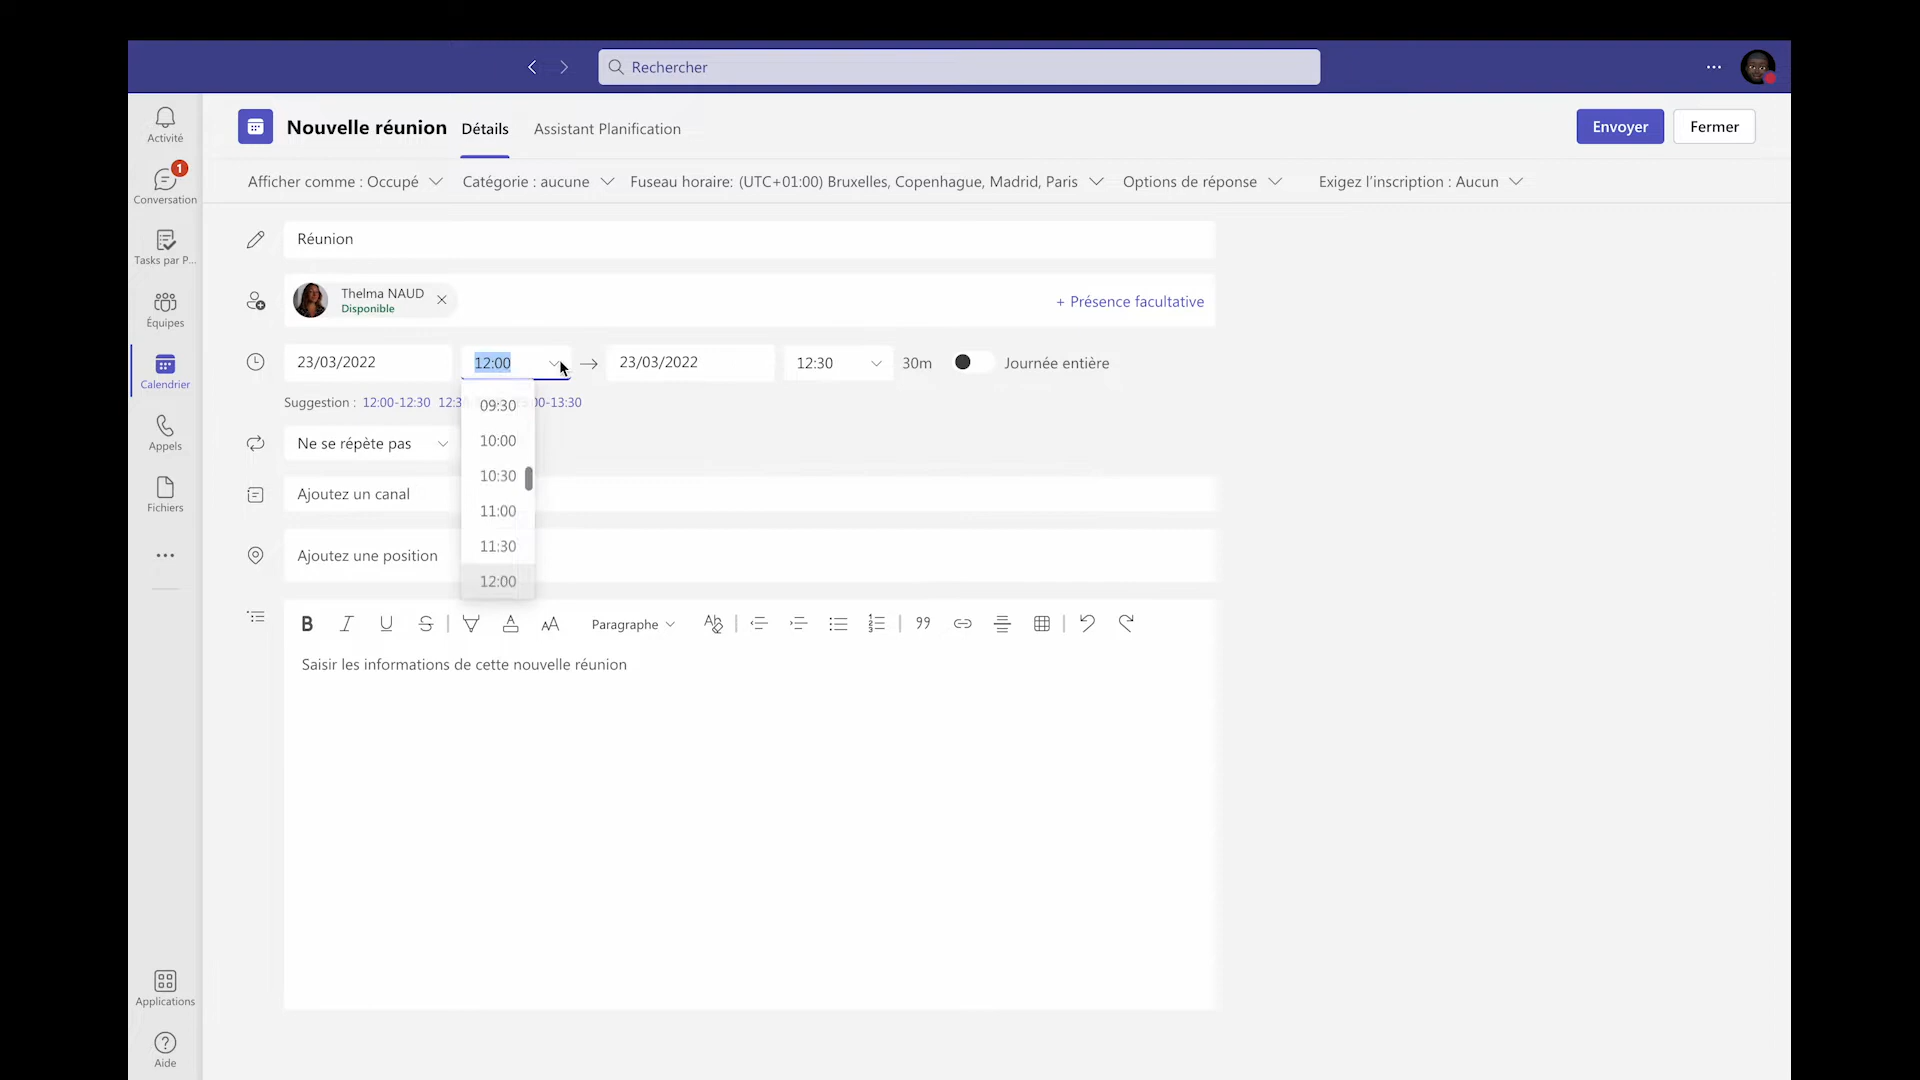 Rechercher
Activité
1
Conversation
Tasks par P...
Équipes
Calendrier
Appels
Fichiers
Applications
Aide
Nouvelle réunion
Détails
Assistant Planification
Envoyer
Fermer
Afficher comme : Occupé
Catégorie : aucune
Fuseau horaire: (UTC+01:00) Bruxelles, Copenhague, Madrid, Paris
Options de réponse
Exigez l'inscription : Aucun
Réunion
Thelma NAUD
Disponible
+ Présence facultative
23/03/2022
12:00
23/03/2022
12:30
30m
Journée entière
Suggestion : 12:00-12:30
00-13:30
09:30
10:00
10:30
11:00
11:30
12:00
Ne se répète pas
Ajoutez un canal
Ajoutez une position
Paragraphe
Saisir les informations de cette nouvelle réunion